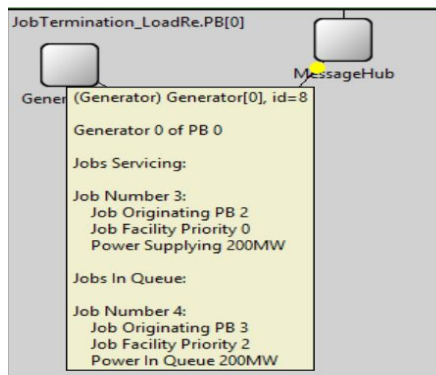 JobTermination_LoadRe.PB[0]
MessageHub
Gener
(Generator) Generator[0], id=8
Generator 0 of PB 0
Jobs Servicing:
Job Number 3:
Job Originating PB 2
Job Facility Priority 0
Power Supplying 200MW
Jobs In Queue:
Job Number 4:
Job Originating PB 3
Job Facility Priority 2
Power In Queue 200MW